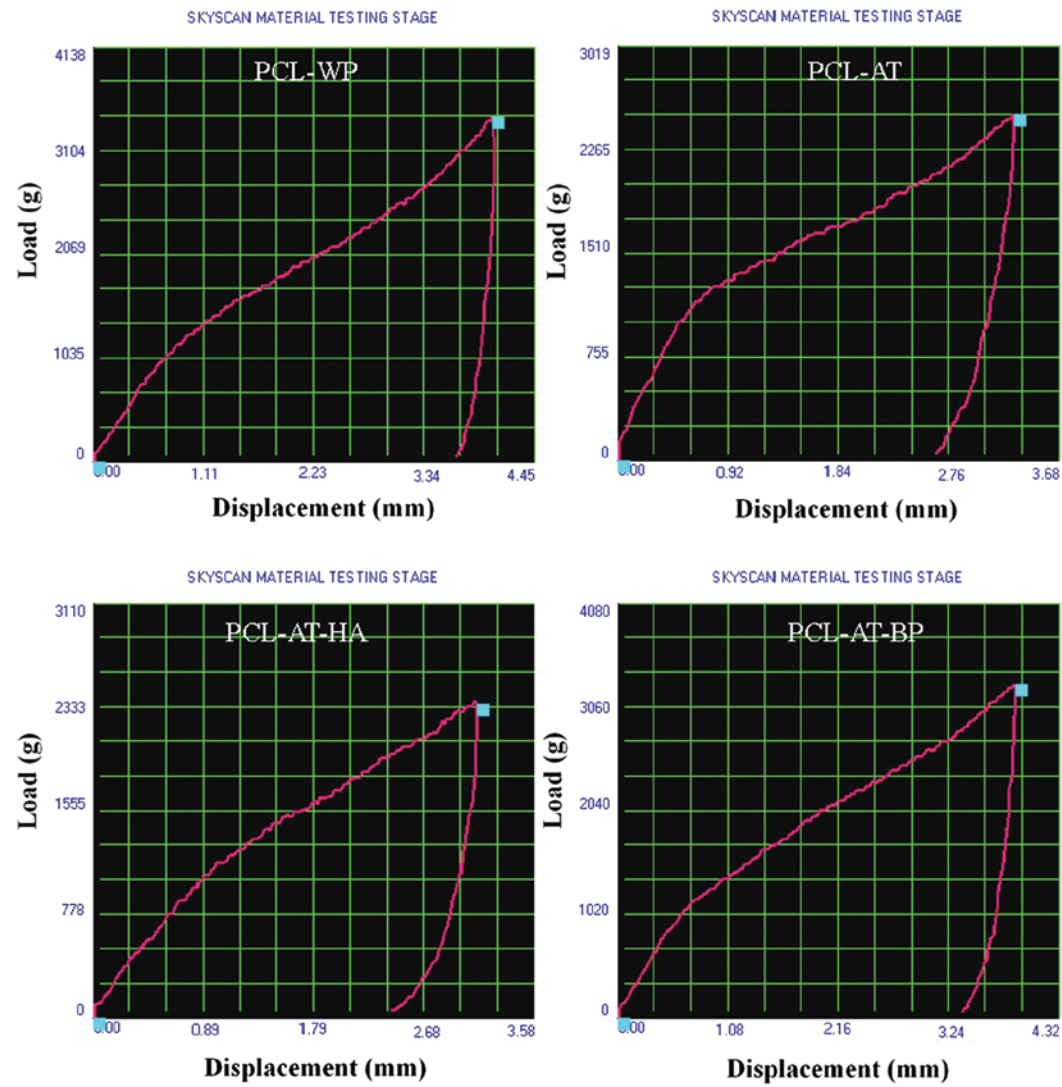 SKYSCAN MATERIAL TESTING STAGE
PCL-WP
4138
3104
2069
1035
0
Load (g)
0.00 1.11 2.23 3.34 4.45
Displacement (mm)
SKYSCAN MATERIAL TESTING STAGE
PCL-AT
3019
2265
1510
755
0
Load (g)
0.00 0.92 1.84 2.76 3.68
Displacement (mm)
SKYSCAN MATERIAL TESTING STAGE
PCL-AT-HA
3110
2333
1555
778
0
Load (g)
0.00 0.89 1.79 2.68 3.58
Displacement (mm)
SKYSCAN MATERIAL TESTING STAGE
PCL-AT-BP
4080
3060
2040
1020
0
Load (g)
0.00 1.08 2.16 3.24 4.32
Displacement (mm)